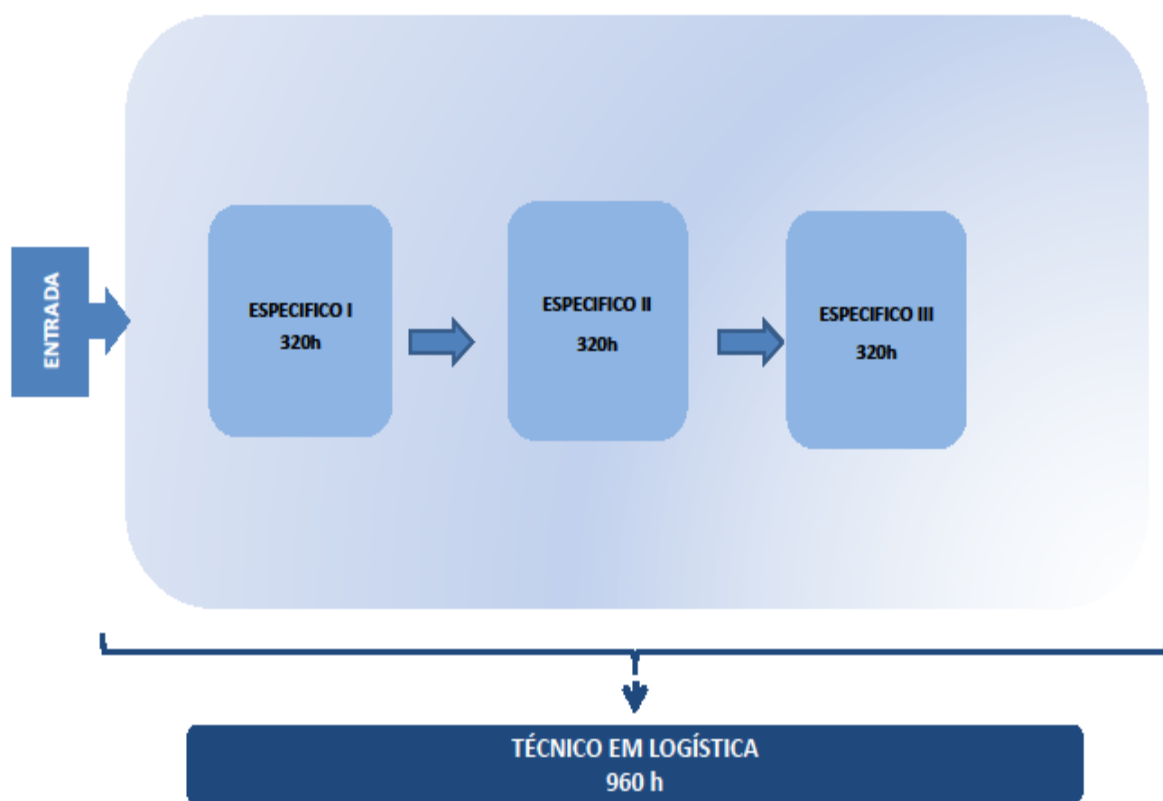 ENTRADA
ESPECIFICO I
320h
ESPECIFICO II
320h
ESPECIFICO III
320h
TÉCNICO EM LOGÍSTICA
960 h